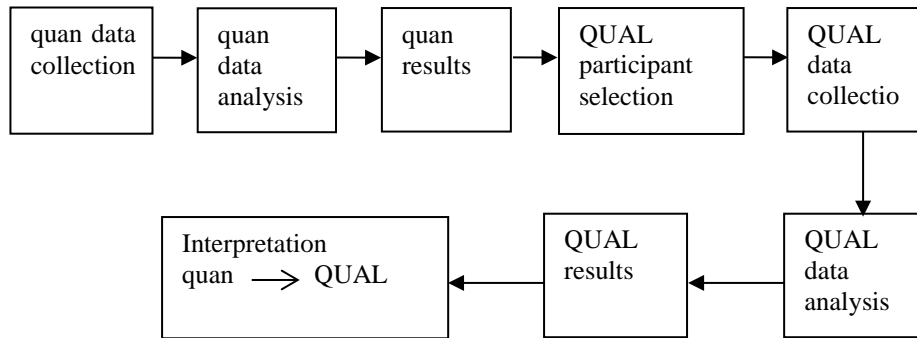 quan data
collection
quan
data
analysis
quan
results
QUAL
participant
selection
QUAL
data
collectio
QUAL
data
analysis
QUAL
results
Interpretation
quan → QUAL